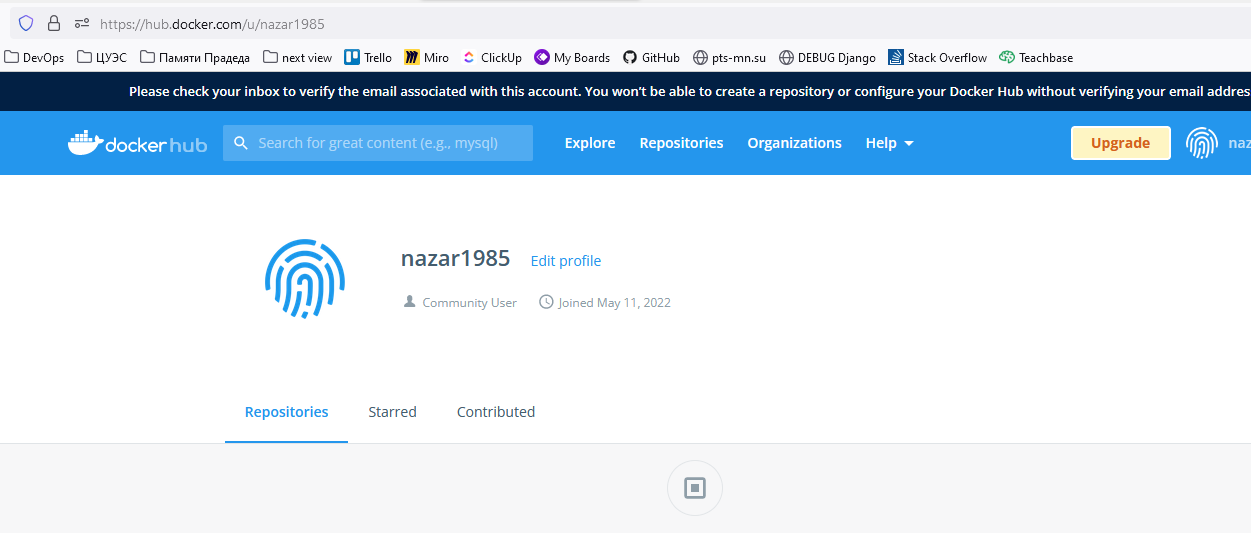 https://hub.docker.com/u/nazar1985
DevOps ЦУЭС Памяти Прадеда next view Trello Miro ClickUp My Boards GitHub pts-mn.su DEBUG Django Stack Overflow Teachbase
Please check your inbox to verify the email associated with this account. You won't be able to create a repository or configure your Docker Hub without verifying your email addres
docker hub Search for great content (e.g., mysql) Explore Repositories Organizations Help Upgrade naz
nazar1985 Edit profile
Community User Joined May 11, 2022
Repositories Starred Contributed